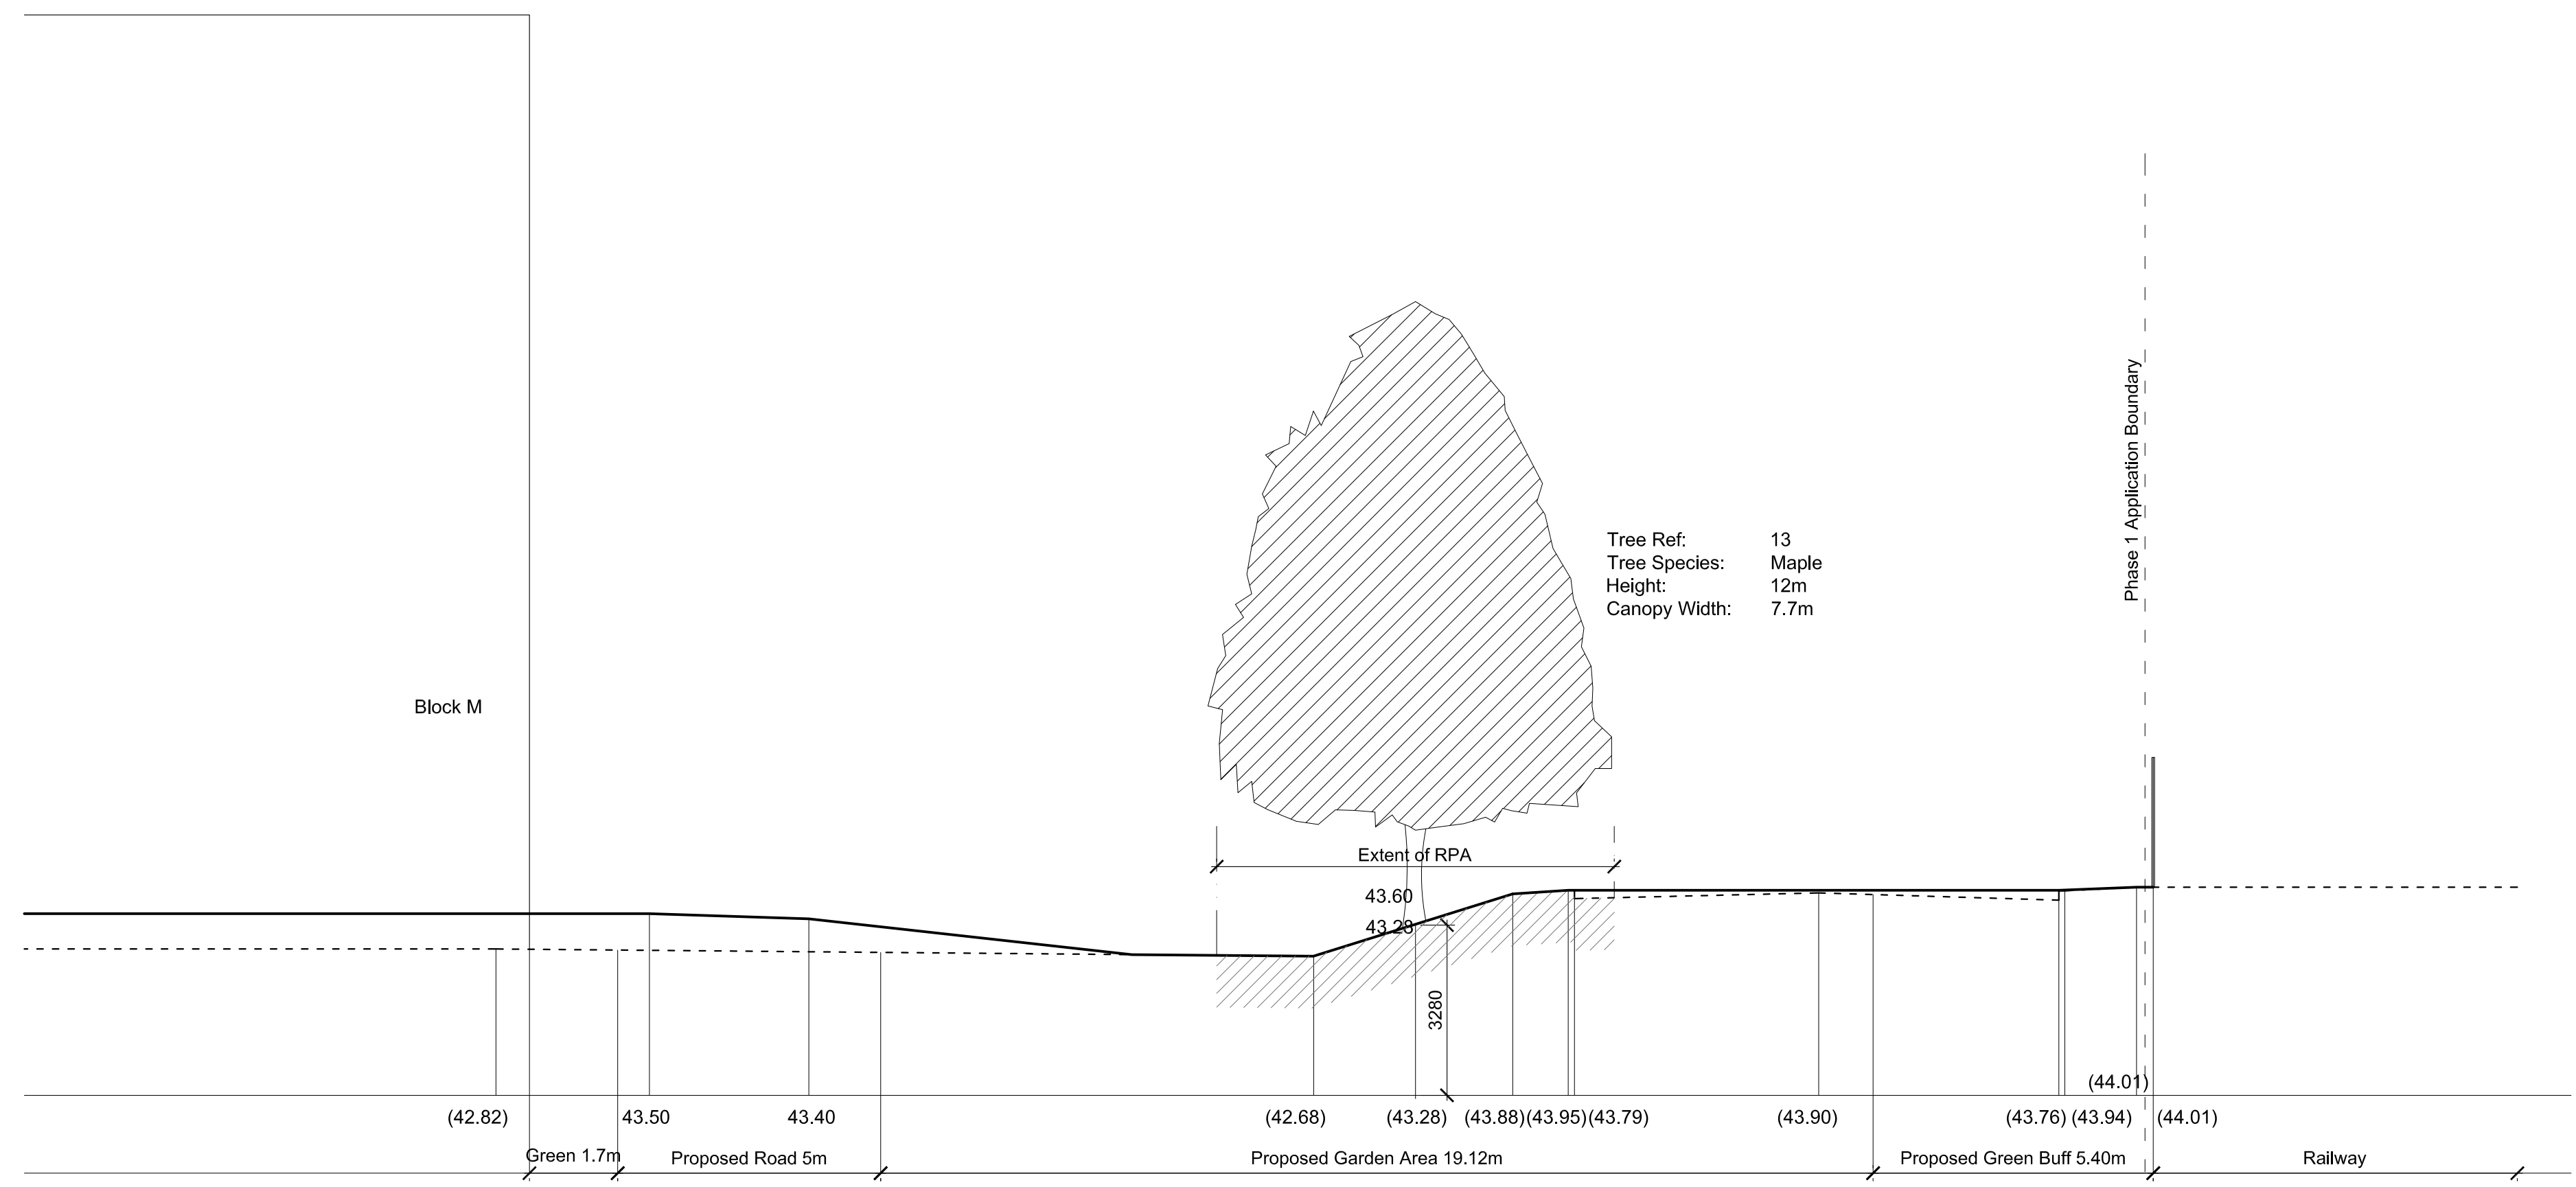 Phase 1 Application Boundary
Tree Ref: 13
Tree Species: Maple
Height: 12m
Canopy Width: 7.7m
Block M
Extent of RPA
43.60
43.28
3280
(44.01)
(42.82) 43.50 43.40 (42.68) (43.28) (43.88) (43.95) (43.79) (43.90) (43.76) (43.94) (44.01)
Green 1.7m Proposed Road 5m Proposed Garden Area 19.12m Proposed Green Buff 5.40m Railway